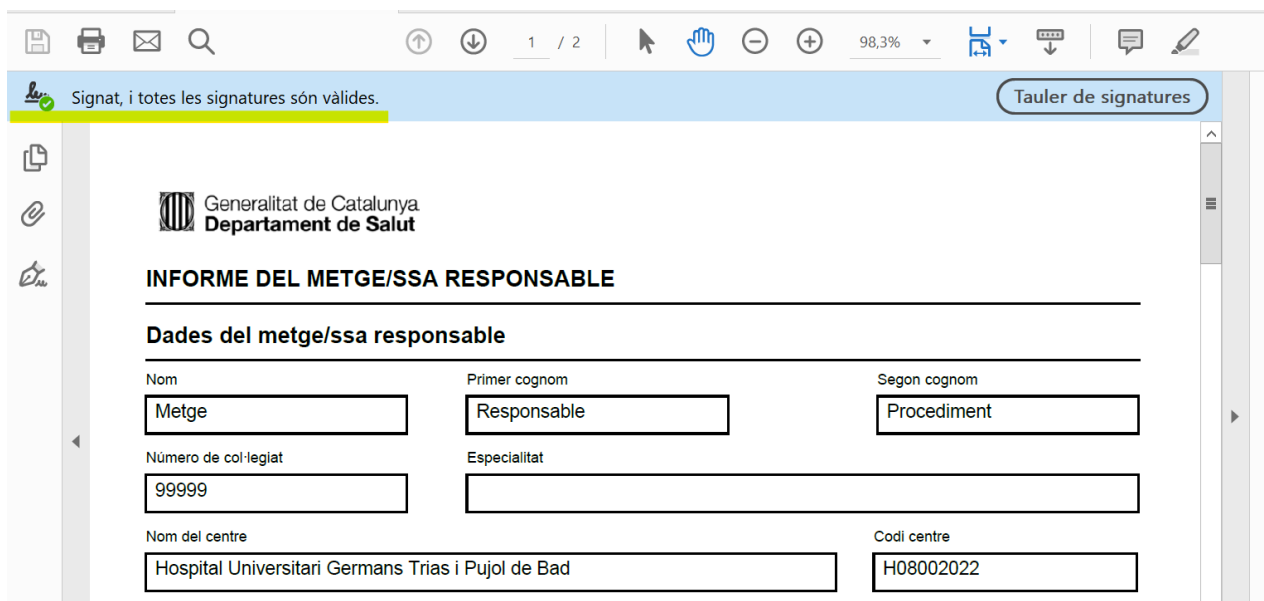 1 / 2 98,3%
Signat, i totes les signatures són vàlides. Tauler de signatures
Generalitat de Catalunya
Departament de Salut
INFORME DEL METGE/SSA RESPONSABLE
Dades del metge/ssa responsable
Nom Primer cognom Segon cognom
Metge Responsable Procediment
Número de col·legiat Especialitat
99999
Nom del centre Codi centre
Hospital Universitari Germans Trias i Pujol de Bad H08002022